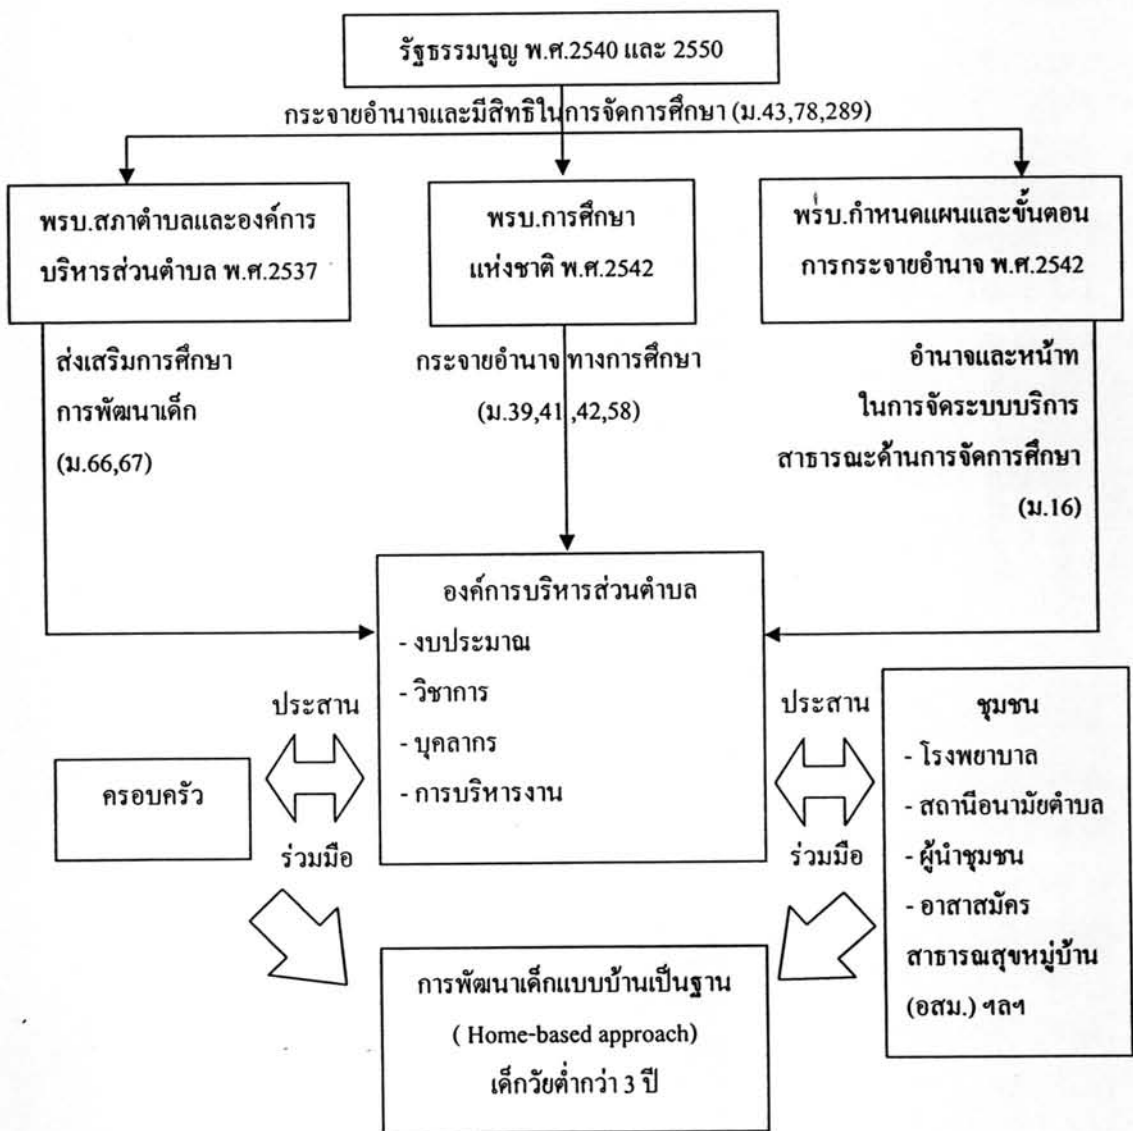 รัฐธรรมนูญ พ.ศ.2540 และ 2550
กระจายอำนาจและมีสิทธิในการจัดการศึกษา (ม.43,78,289)
พรบ.สภาตำบลและองค์การ
บริหารส่วนตำบล พ.ศ.2537
พรบ.การศึกษา
แห่งชาติ พ.ศ.2542
พรบ.กำหนดแผนและขั้นตอน
การกระจายอำนาจ พ.ศ.2542
ส่งเสริมการศึกษา
การพัฒนาเด็ก
(ม.66,67)
กระจายอำนาจ ทางการศึกษา
(ม.39,41 ,42,58)
อำนาจและหน้าท
ในการจัดระบบบริการ
สาธารณะด้านการจัดการศึกษา
(ม.16)
องค์การบริหารส่วนตำบล
- งบประมาณ
- วิชาการ
- บุคลากร
- การบริหารงาน
ประสาน
ร่วมมือ
ครอบครัว
ประสาน
ร่วมมือ
ชุมชน
- โรงพยาบาล
- สถานีอนามัยตำบล
- ผู้นำชุมชน
- อาสาสมัคร
สาธารณสุขหมู่บ้าน
(อสม.) ฯลฯ
การพัฒนาเด็กแบบบ้านเป็นฐาน
( Home-based approach)
เด็กวัยต่ำกว่า 3 ปี